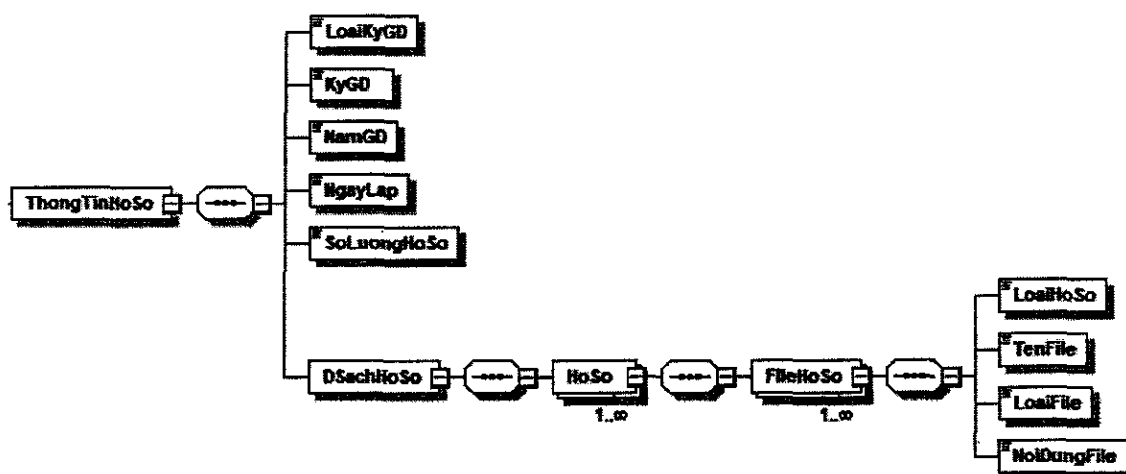 LoaiKyGD
KyGD
NamGD
ThongTinHoSo
NgayLap
SoLuongHoSo
DSachHoSo
HoSo
1..∞
FileHoSo
1..∞
LoaiHoSo
TenFile
LoaiFile
NoiDungFile